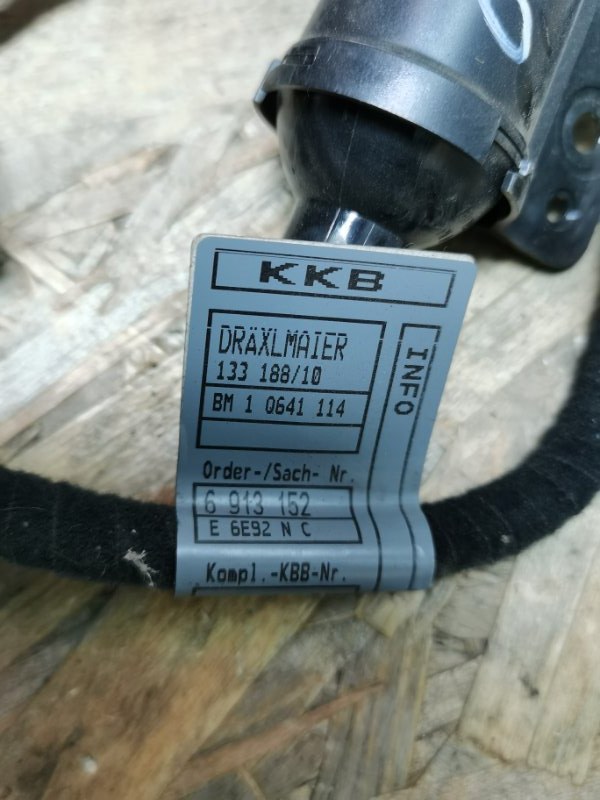 KKB
DRÄXLMAIER
133 188/10
BM 1 0641 114
INFO
Order-/Sach- Nr.
6 913 152
E 6E92 N C
Kompl.-KBB-Nr.